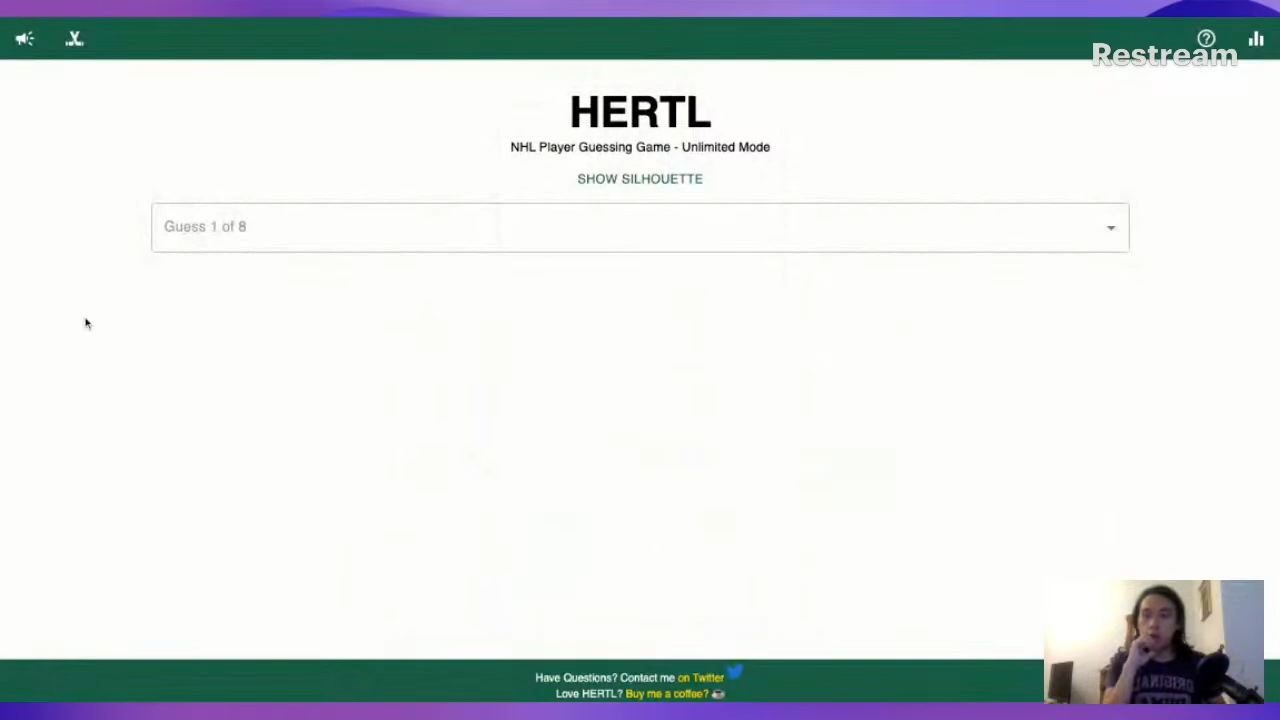 Restream
HERTL
NHL Player Guessing Game - Unlimited Mode
SHOW SILHOUETTE
Guess 1 of 8
Have Questions? Contact me on Twitter
Love HERTL? Buy me a coffee?
ORIGINAL